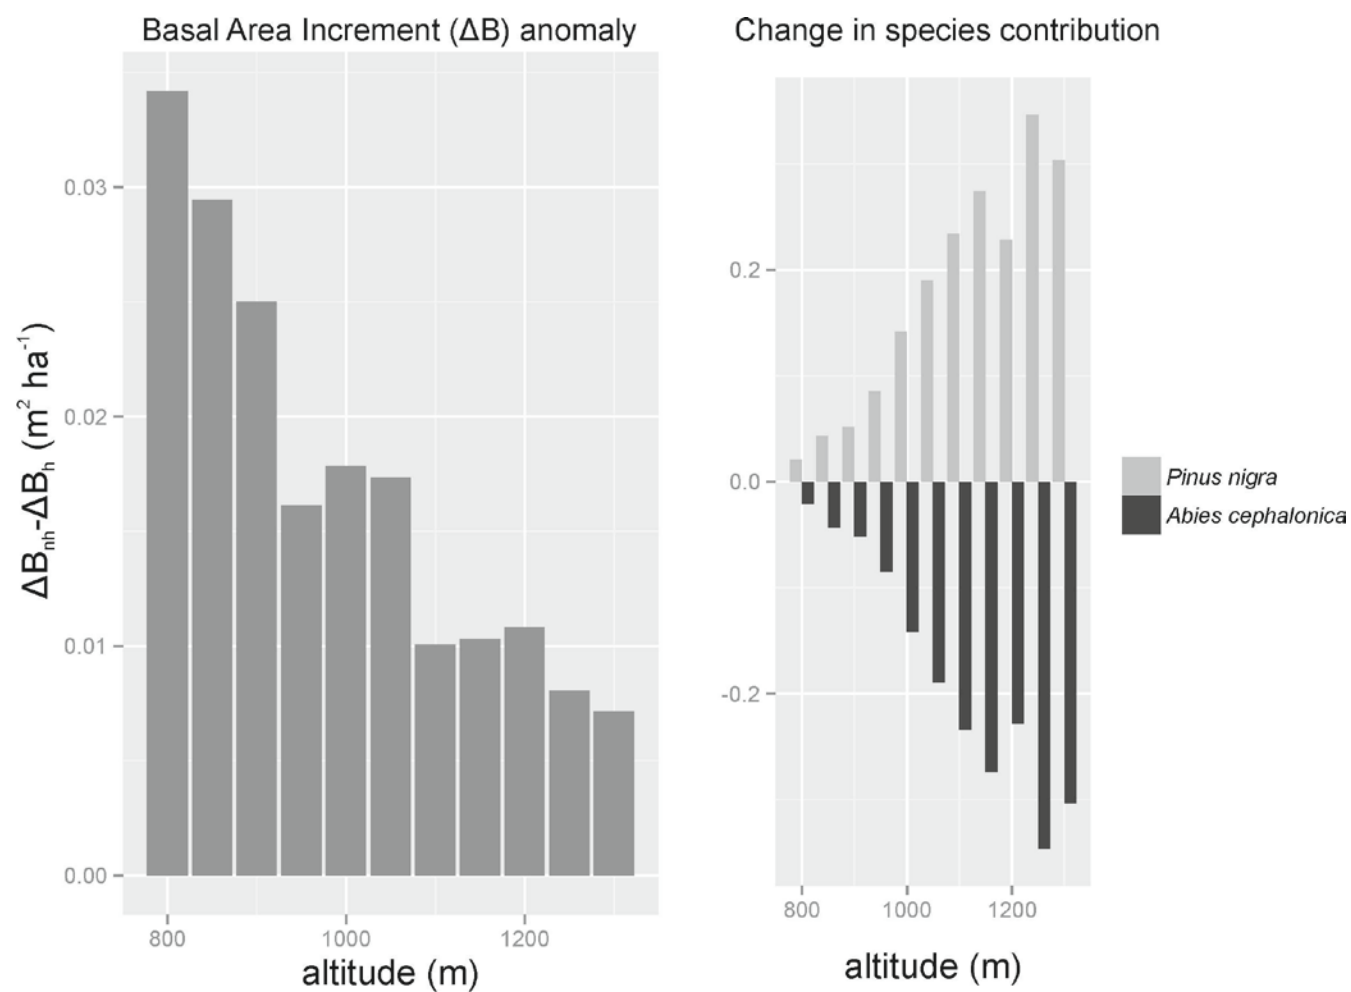 Basal Area Increment (ΔB) anomaly
Change in species contribution
ΔBnh-ΔBh (m² ha⁻¹)
0.03
0.02
0.01
0.00
800 1000 1200
altitude (m)
0.2
0.0
-0.2
800 1000 1200
altitude (m)
Pinus nigra
Abies cephalonica